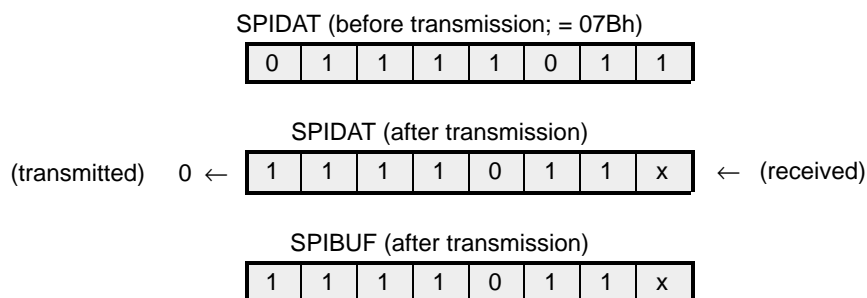 SPIDAT (before transmission; = 07Bh)
0 1 1 1 1 0 1 1
SPIDAT (after transmission)
(transmitted) 0 ← 1 1 1 1 0 1 1 x ← (received)
SPIBUF (after transmission)
1 1 1 1 0 1 1 x